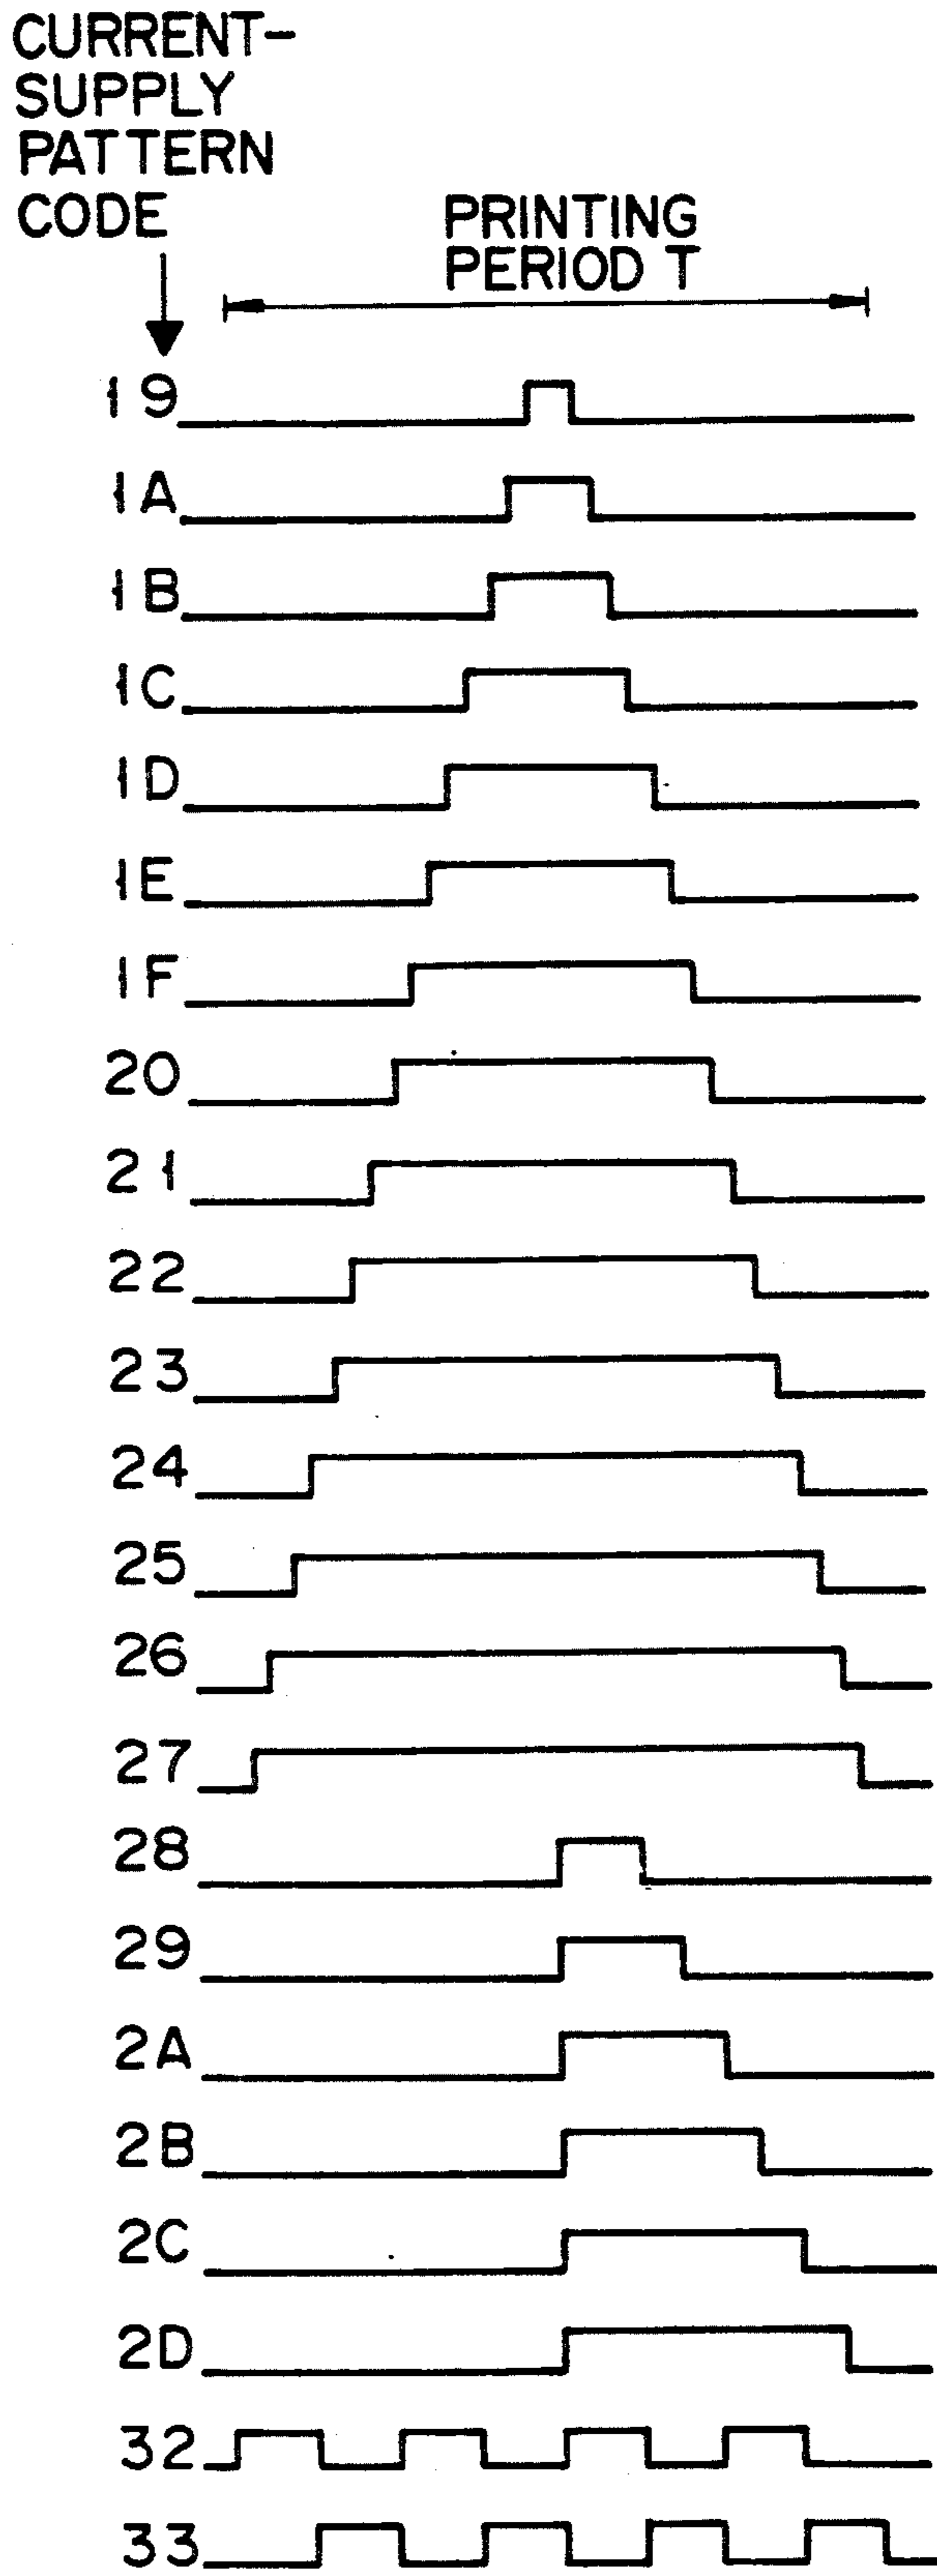 CURRENT-
SUPPLY
PATTERN
CODE
PRINTING
PERIOD T
19
1A
1B
1C
1D
1E
1F
20
21
22
23
24
25
26
27
28
29
2A
2B
2C
2D
32
33